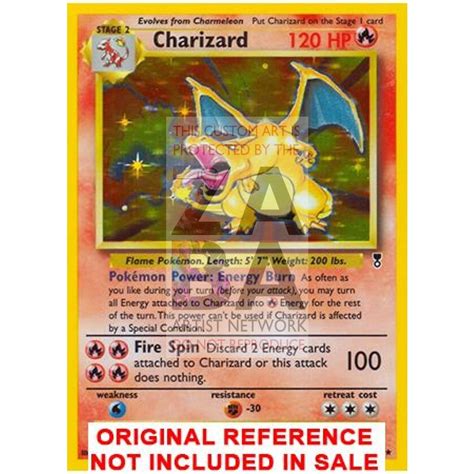 Evolves from Charmeleon Put Charizard on the Stage 1 card
STAGE 2
Charizard 120 HP
THIS CUSTOM ART IS
PROTECTED BY THE
Flame Pokémon. Length: 5' 7", Weight: 200 lbs.
Pokémon Power: Energy Burn As often as
you like during your turn (before your attack), you may turn
all Energy attached to Charizard into Energy for the rest
of the turn. This power can't be used if Charizard is affected
by a Special Condition.
ARTIST NETWORK
DO NOT REPRODUCE
Fire Spin Discard 2 Energy cards
attached to Charizard or this attack
does nothing.
100
weakness resistance retreat cost
-30
ORIGINAL REFERENCE
NOT INCLUDED IN SALE